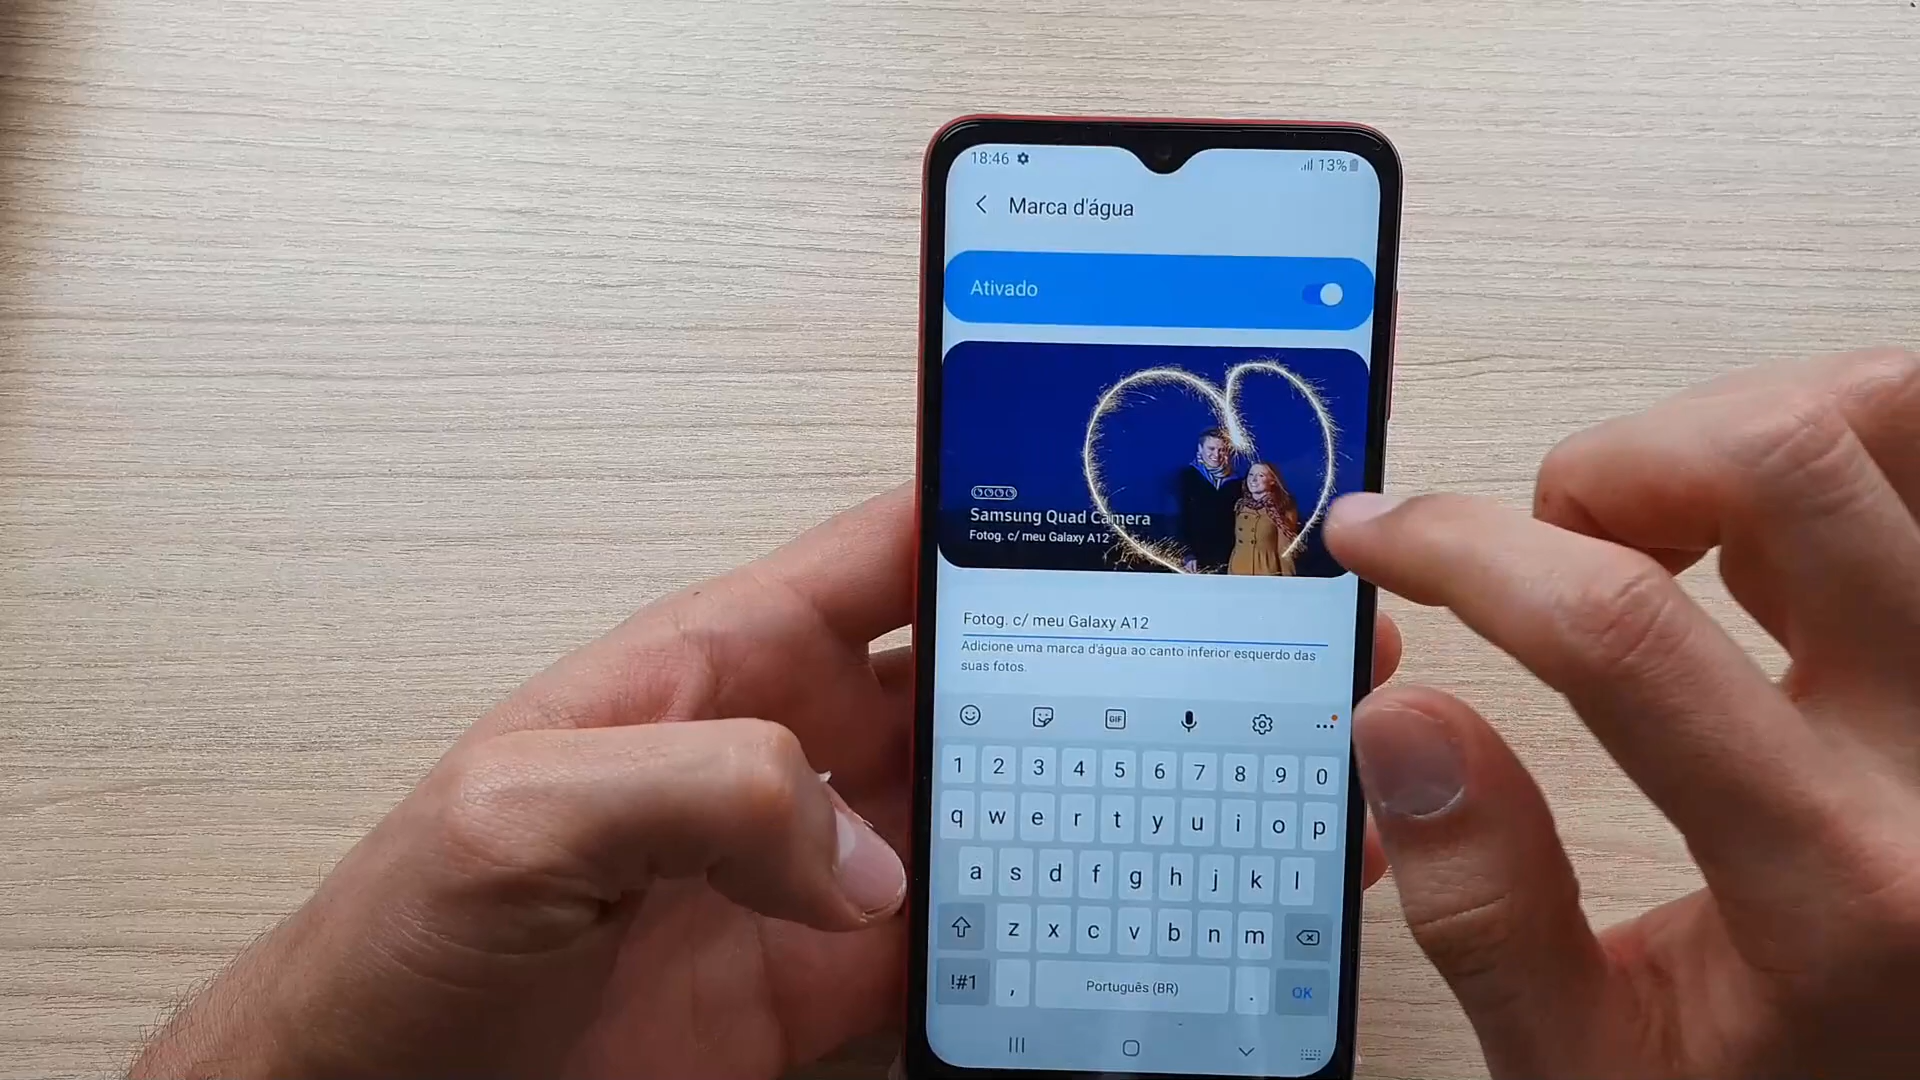 18:46
13%
Marca d'água
Ativado
Samsung Quad Camera
Fotog. c/ meu Galaxy A12
Fotog. c/ meu Galaxy A12
Adicione uma marca d'água ao canto inferior esquerdo das
suas fotos.
GIF
1 2 3 4 5 6 7 8 9 0
q w e r t y u i o p
a s d f g h j k l
z x c v b n m
!#1 , Português (BR) . OK